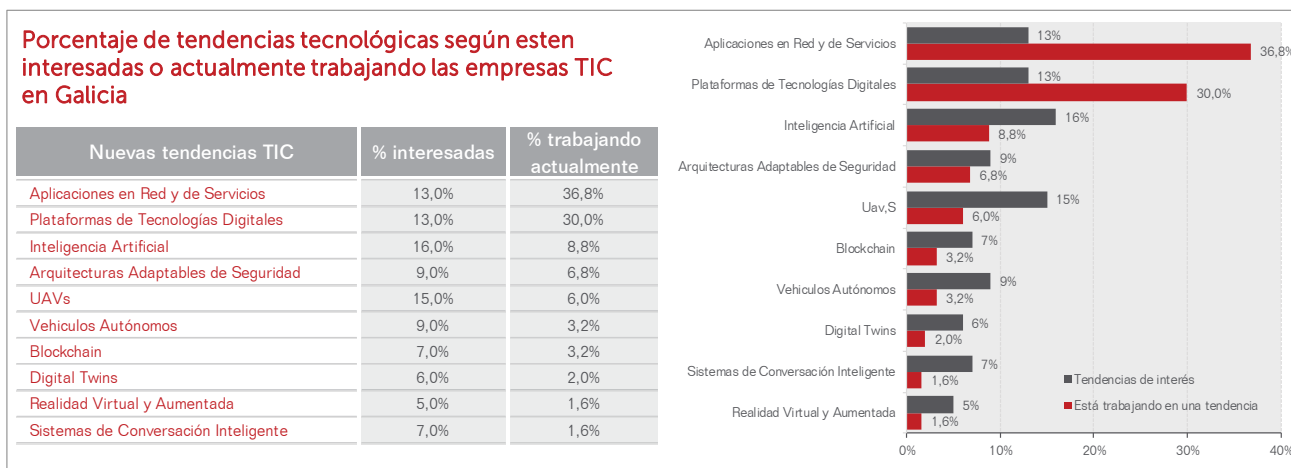 Porcentaje de tendencias tecnológicas según esten
interesadas o actualmente trabajando las empresas TIC
en Galicia
Nuevas tendencias TIC % interesadas % trabajando actualmente
Aplicaciones en Red y de Servicios 13,0% 36,8%
Plataformas de Tecnologías Digitales 13,0% 30,0%
Inteligencia Artificial 16,0% 8,8%
Arquitecturas Adaptables de Seguridad 9,0% 6,8%
UAVs 15,0% 6,0%
Vehiculos Autónomos 9,0% 3,2%
Blockchain 7,0% 3,2%
Digital Twins 6,0% 2,0%
Realidad Virtual y Aumentada 5,0% 1,6%
Sistemas de Conversación Inteligente 7,0% 1,6%
Aplicaciones en Red y de Servicios 13% 36,8%
Plataformas de Tecnologías Digitales 13% 30,0%
Inteligencia Artificial 16% 8,8%
Arquitecturas Adaptables de Seguridad 9% 6,8%
Uav,S 15% 6,0%
Blockchain 7% 3,2%
Vehiculos Autónomos 9% 3,2%
Digital Twins 6% 2,0%
Sistemas de Conversación Inteligente 7% 1,6%
Realidad Virtual y Aumentada 5% 1,6%
Tendencias de interés
Está trabajando en una tendencia
0% 10% 20% 30% 40%